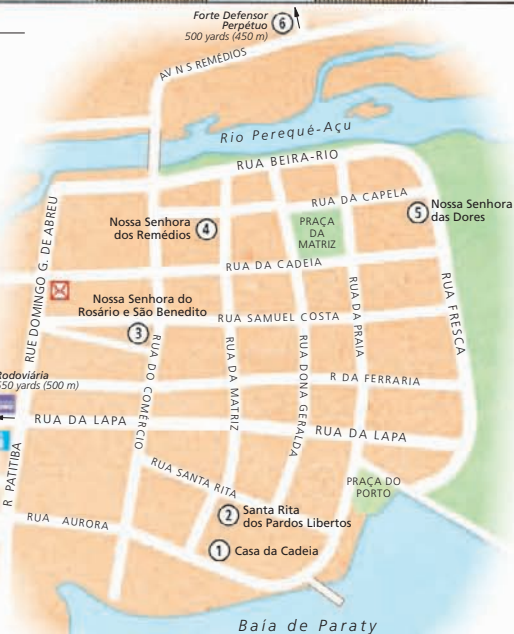 Forte Defensor
Perpétuo
500 yards (450 m)
6
AV N S REMÉDIOS
Rio Perequê-Açu
RUA BEIRA-RIO
RUA DA CAPELA
5
Nossa Senhora
das Dores
Nossa Senhora
dos Remédios
4
PRAÇA
DA
MATRIZ
RUE DOMINGO G. DE ABREU
RUA DA CADEIA
Nossa Senhora do
Rosário e São Benedito
3
RUA SAMUEL COSTA
RUA DA PRAIA
RUA FRESCA
RUA DO COMÉRCIO
RUA DA MATRIZ
RUA DONA GERALDA
Rodoviária
550 yards (500 m)
R DA FERRARIA
RUA DA LAPA
RUA DA LAPA
R PATITIBA
RUA SANTA RITA
PRAÇA DO
PORTO
RUA AURORA
2
Santa Rita
dos Pardos Libertos
1
Casa da Cadeia
Baía de Paraty